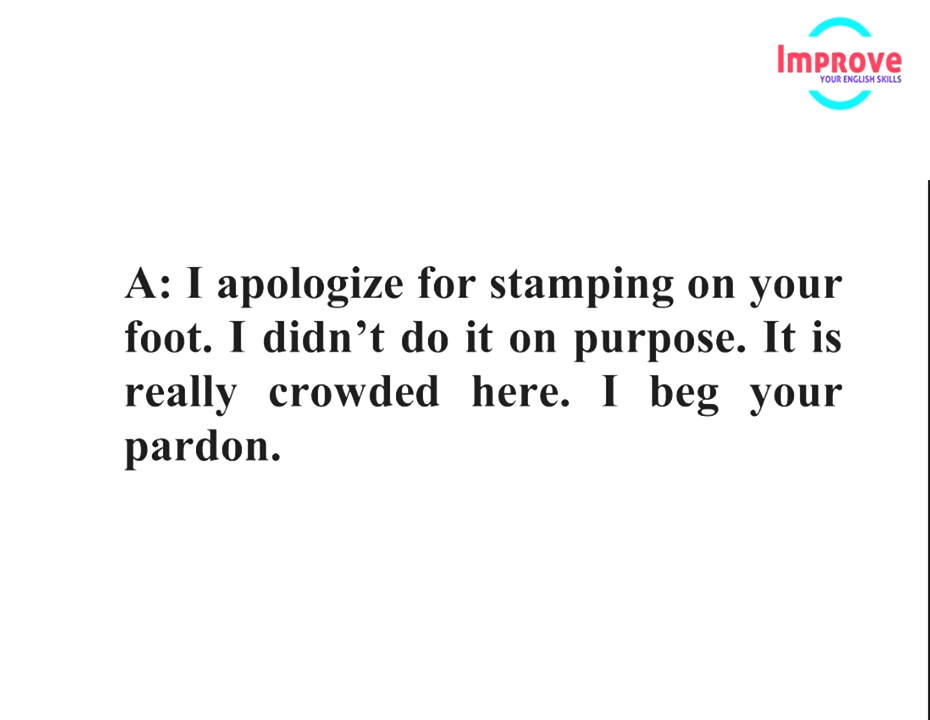 Improve
YOUR ENGLISH SKILLS
A: I apologize for stamping on your
foot. I didn’t do it on purpose. It is
really crowded here. I beg your
pardon.